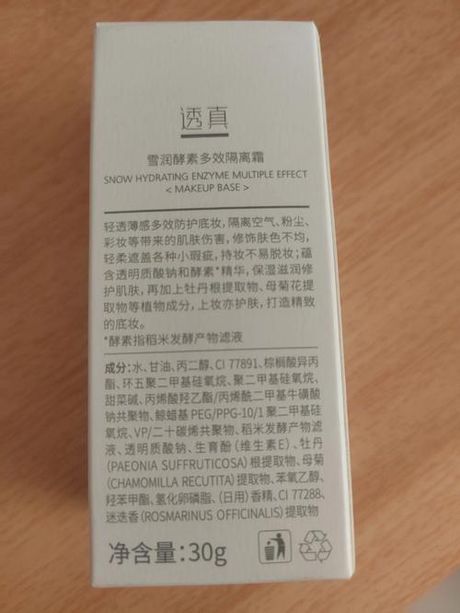 透真
雪润酵素多效隔离霜
SNOW HYDRATING ENZYME MULTIPLE EFFECT
< MAKEUP BASE >
轻透薄感多效防护底妆，隔离空气、粉尘、
彩妆等带来的肌肤伤害，修饰肤色不均，
轻柔遮盖各种小瑕疵，持妆不易脱妆；蕴
含透明质酸钠和酵素*精华，保湿滋润修
护肌肤，再加上牡丹根提取物、母菊花提
取物等植物成分，上妆亦护肤，打造精致
的底妆。
*酵素指稻米发酵产物滤液
成分：水、甘油、丙二醇、CI 77891、棕榈酸异丙
酯、环五聚二甲基硅氧烷、聚二甲基硅氧烷、
甜菜碱、丙烯酸羟乙酯/丙烯酰二甲基牛磺酸
钠共聚物、鲸蜡基 PEG/PPG-10/1 聚二甲基硅
氧烷、VP/二十碳烯共聚物、稻米发酵产物滤
液、透明质酸钠、生育酚（维生素E）、牡丹
(PAEONIA SUFFRUTICOSA) 根提取物、母菊
(CHAMOMILLA RECUTITA) 提取物、苯氧乙醇、
羟苯甲酯、氢化卵磷脂、(日用)香精、CI 77288、
迷迭香 (ROSMARINUS OFFICINALIS) 提取物
净含量：30g